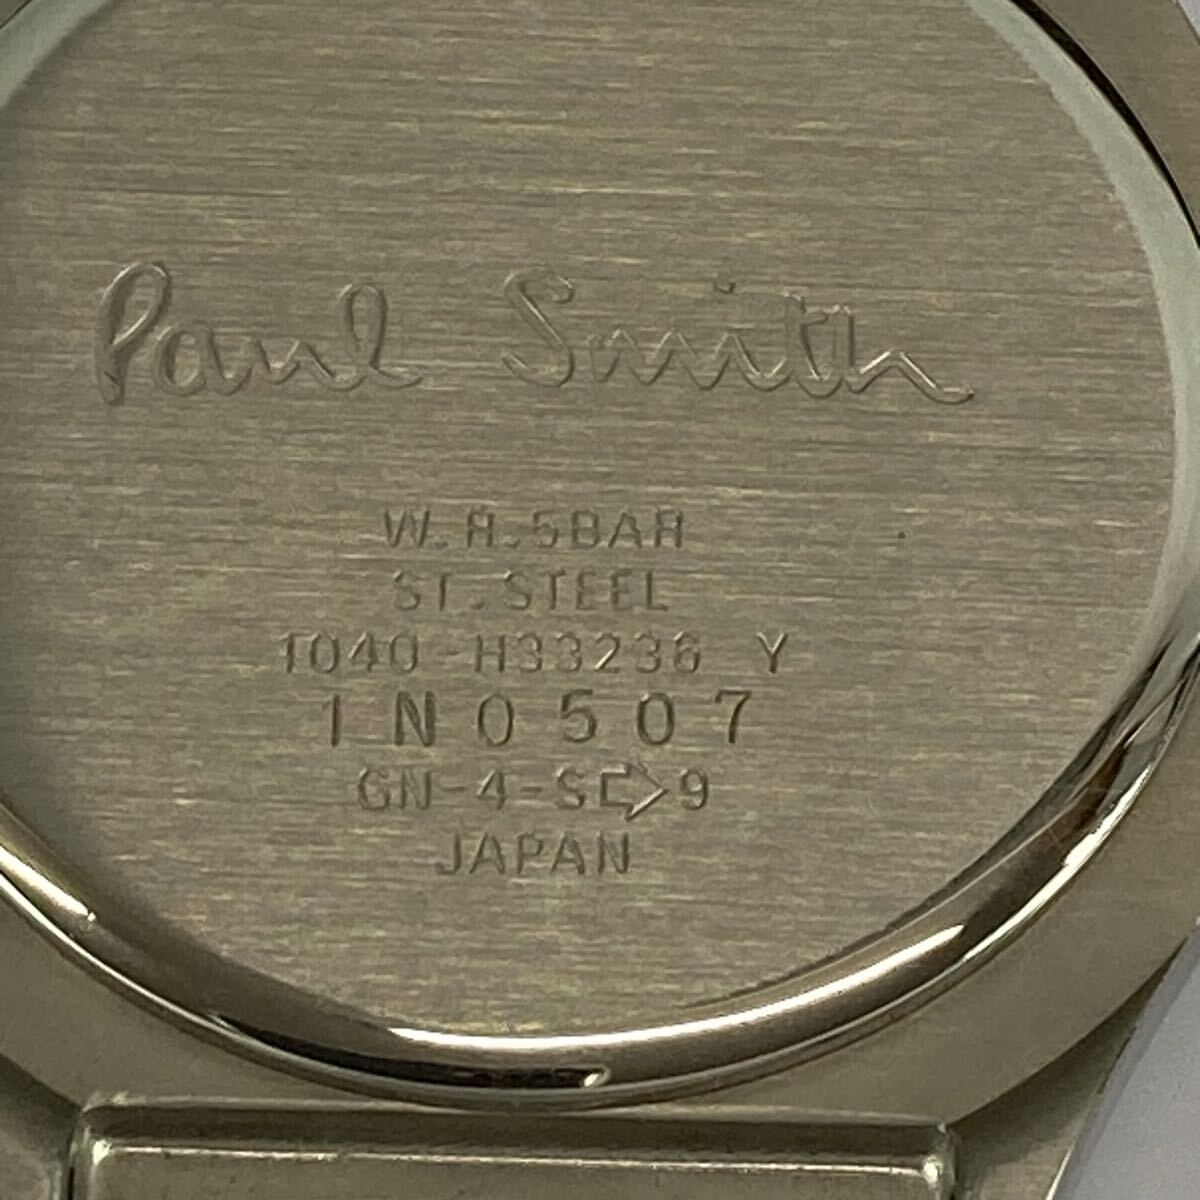 Paul Smith
W.R.5BAR
ST.STEEL
1040-H33236 Y
1N0507
GN-4-S⇨9
JAPAN